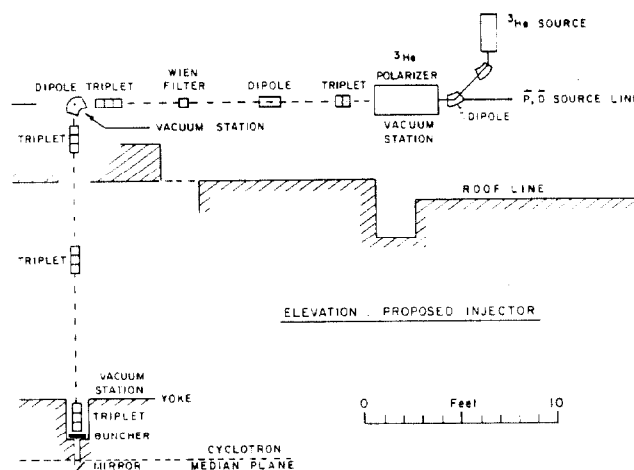 ³He SOURCE
³He
POLARIZER
WIEN
FILTER
DIPOLE TRIPLET
DIPOLE
TRIPLET
P̄, D̄ SOURCE LINE
DIPOLE
VACUUM STATION
VACUUM
STATION
TRIPLET
ROOF LINE
TRIPLET
ELEVATION . PROPOSED INJECTOR
VACUUM
STATION
YOKE
TRIPLET
BUNCHER
0 Feet 10
CYCLOTRON
MIRROR
MEDIAN PLANE